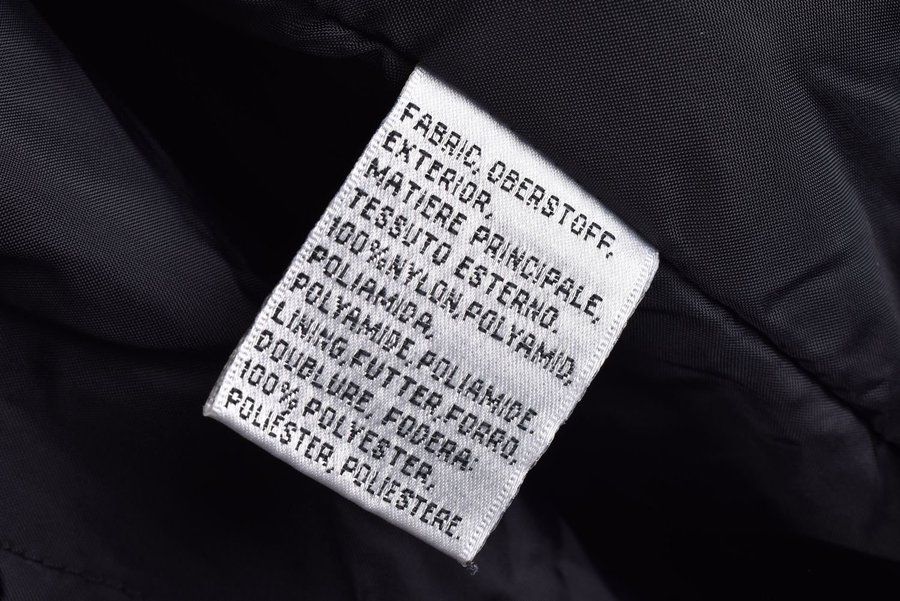 FABRIC, OBERSTOFF,
EXTERIOR,
MATIERE PRINCIPALE,
TESSUTO ESTERNO,
100%NYLON,POLYAMID,
POLIAMIDA,
POLYAMIDE,POLIAMIDE,
LINING,FUTTER,FORRO,
DOUBLURE, FODERA;
100% POLYESTER,
POLIÉSTER, POLIESTERE.